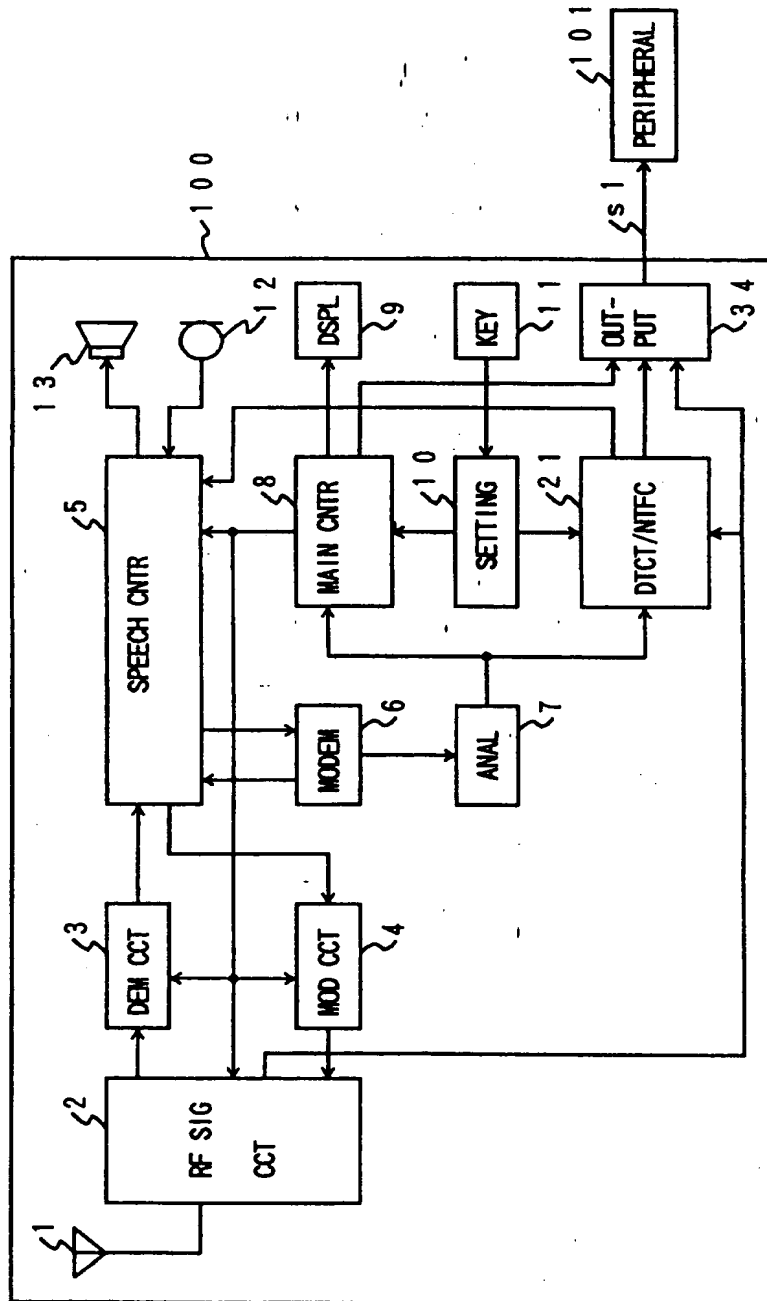 100
1
2
RF SIG
CCT
3
DEM CCT
MOD CCT
4
5
SPEECH CNTR
MODEM
6
ANAL
7
8
MAIN CNTR
10
SETTING
21
DTCT/NTFC
13
12
DSPL
9
KEY
11
OUT-
PUT
34
s1
101
PERIPHERAL